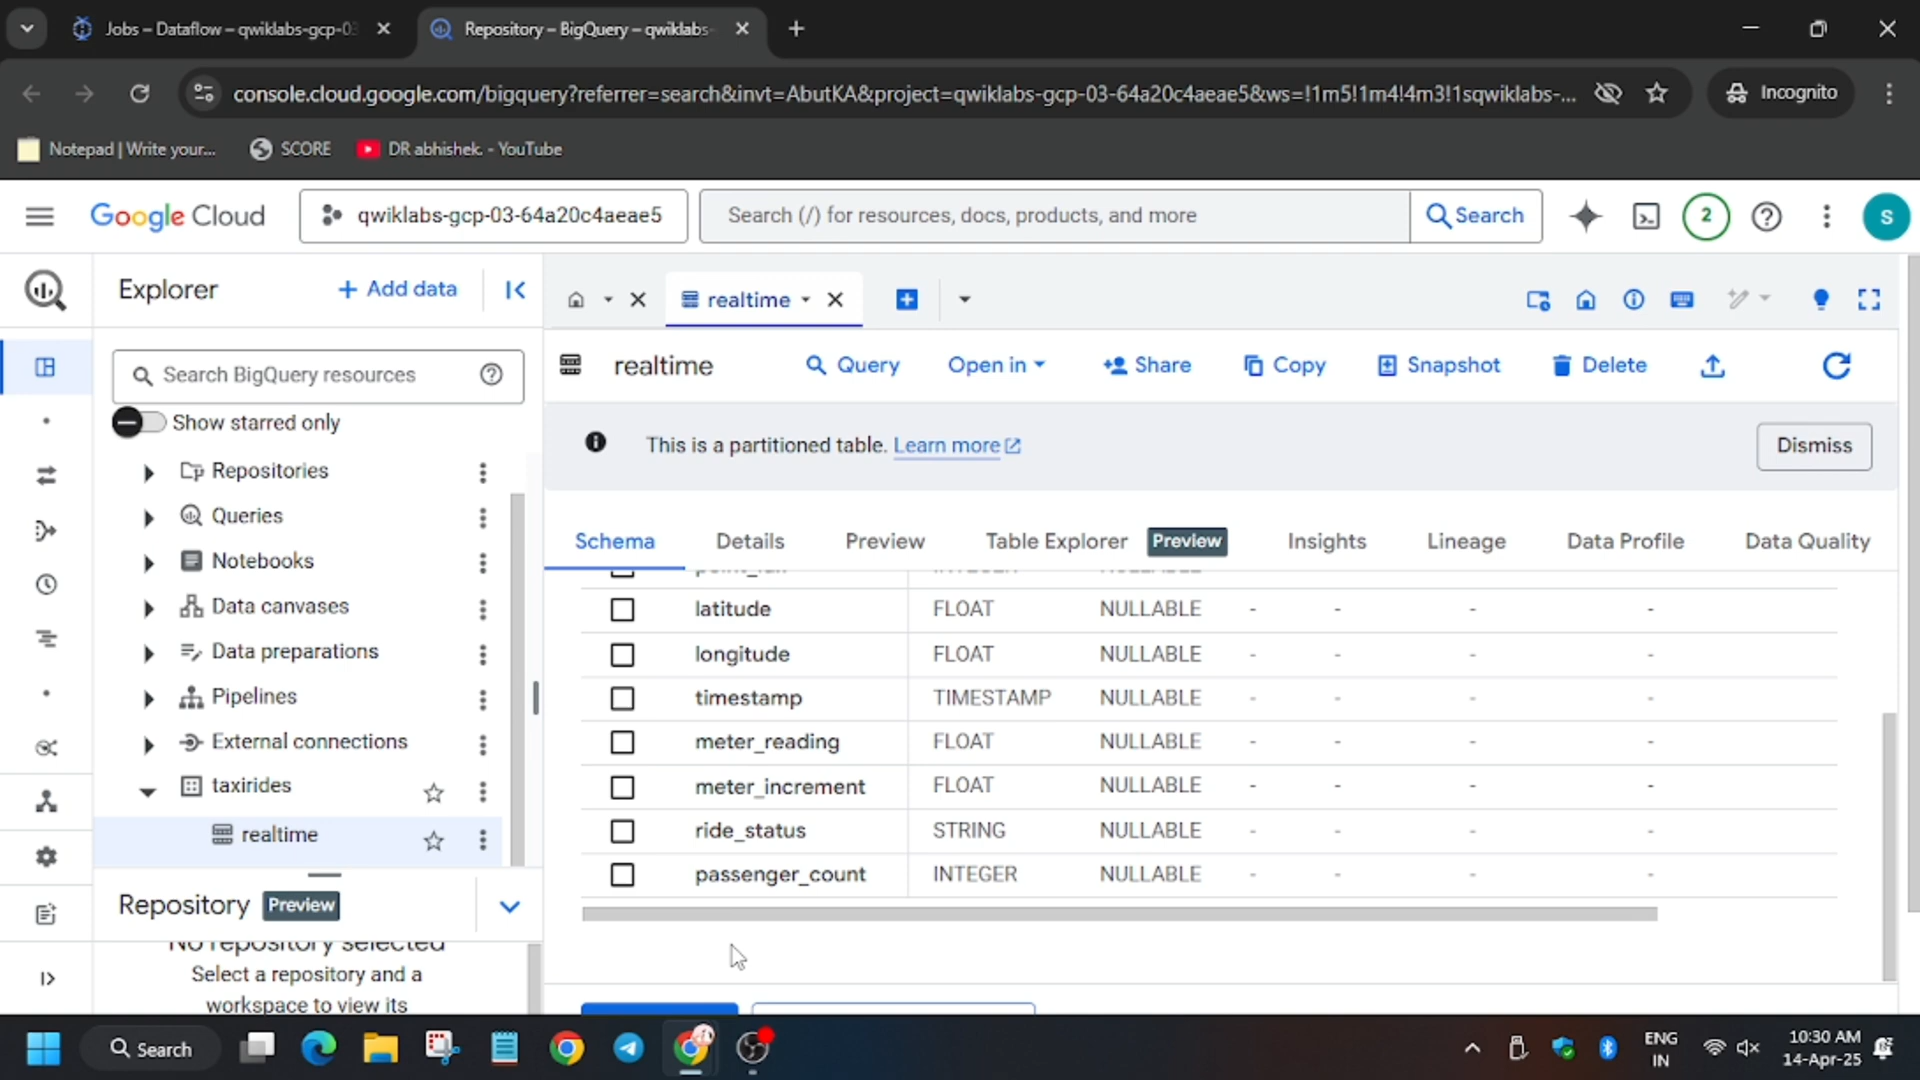 Jobs – Dataflow – qwiklabs-gcp-03
Repository – BigQuery – qwiklabs-
console.cloud.google.com/bigquery?referrer=search&invt=AbutKA&project=qwiklabs-gcp-03-64a20c4aeae5&ws=!1m5!1m4!4m3!1sqwiklabs-...
Incognito
Notepad | Write your...
SCORE
DR abhishek. - YouTube
Google Cloud
qwiklabs-gcp-03-64a20c4aeae5
Search (/) for resources, docs, products, and more
Search
2
S
Explorer
+ Add data
realtime
Search BigQuery resources
Show starred only
realtime
Query
Open in
Share
Copy
Snapshot
Delete
This is a partitioned table. Learn more
Dismiss
Repositories
Queries
Notebooks
Data canvases
Data preparations
Pipelines
External connections
taxirides
realtime
Schema
Details
Preview
Table Explorer
Preview
Insights
Lineage
Data Profile
Data Quality
latitude FLOAT NULLABLE - - - -
longitude FLOAT NULLABLE - - - -
timestamp TIMESTAMP NULLABLE - - - -
meter_reading FLOAT NULLABLE - - - -
meter_increment FLOAT NULLABLE - - - -
ride_status STRING NULLABLE - - - -
passenger_count INTEGER NULLABLE - - - -
Repository
Preview
No repository selected
Select a repository and a
workspace to view its
Search
ENG
IN
10:30 AM
14-Apr-25